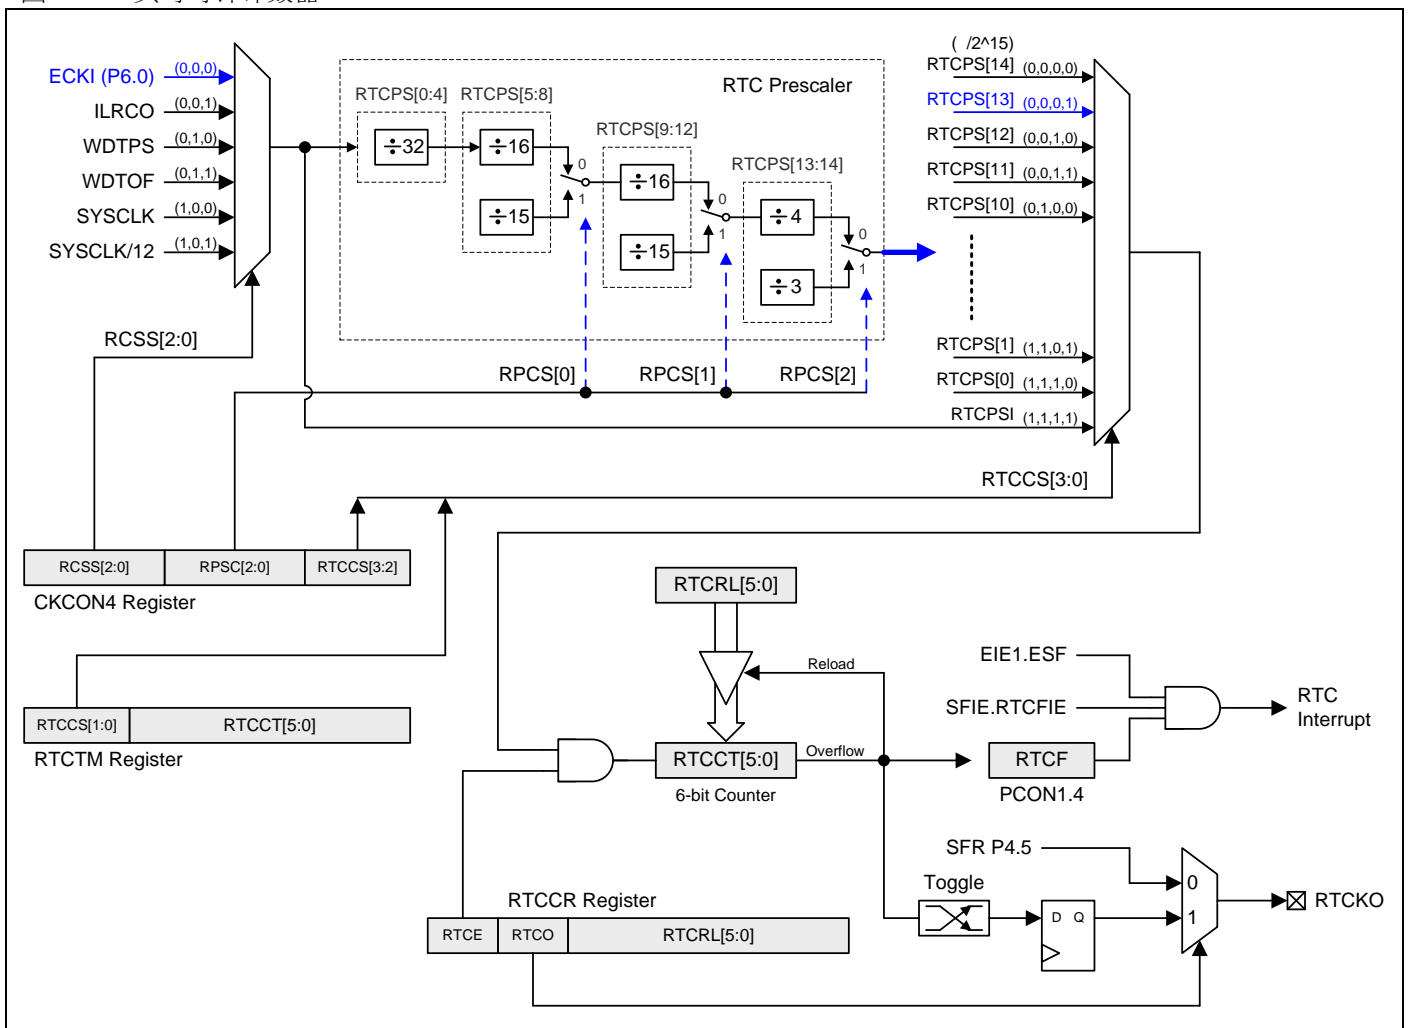 ( /2^15)
RTCPS[14] (0,0,0,0)
ECKI (P6.0) (0,0,0)
RTC Prescaler
RTCPS[0:4] RTCPS[5:8]
RTCPS[13] (0,0,0,1)
ILRCO (0,0,1)
RTCPS[9:12]
WDTPS (0,1,0)
÷32 ÷16
RTCPS[12] (0,0,1,0)
RTCPS[13:14]
0
WDTOF (0,1,1)
÷16
RTCPS[11] (0,0,1,1)
1
0
SYSCLK (1,0,0)
÷15
÷4
RTCPS[10] (0,1,0,0)
1
0
SYSCLK/12 (1,0,1)
÷15
1
÷3
RCSS[2:0]
RTCPS[1] (1,1,0,1)
RPCS[0] RPCS[1] RPCS[2]
RTCPS[0] (1,1,1,0)
RTCPSI (1,1,1,1)
RTCCS[3:0]
RCSS[2:0] RPSC[2:0] RTCCS[3:2]
CKCON4 Register
RTCRL[5:0]
EIE1.ESF
Reload
RTC
Interrupt
SFIE.RTCFIE
RTCCS[1:0] RTCCT[5:0]
RTCTM Register
RTCCT[5:0] Overflow RTCF
6-bit Counter PCON1.4
SFR P4.5
Toggle
0
RTCCR Register
RTCKO
D Q
1
RTCE RTCO RTCRL[5:0]